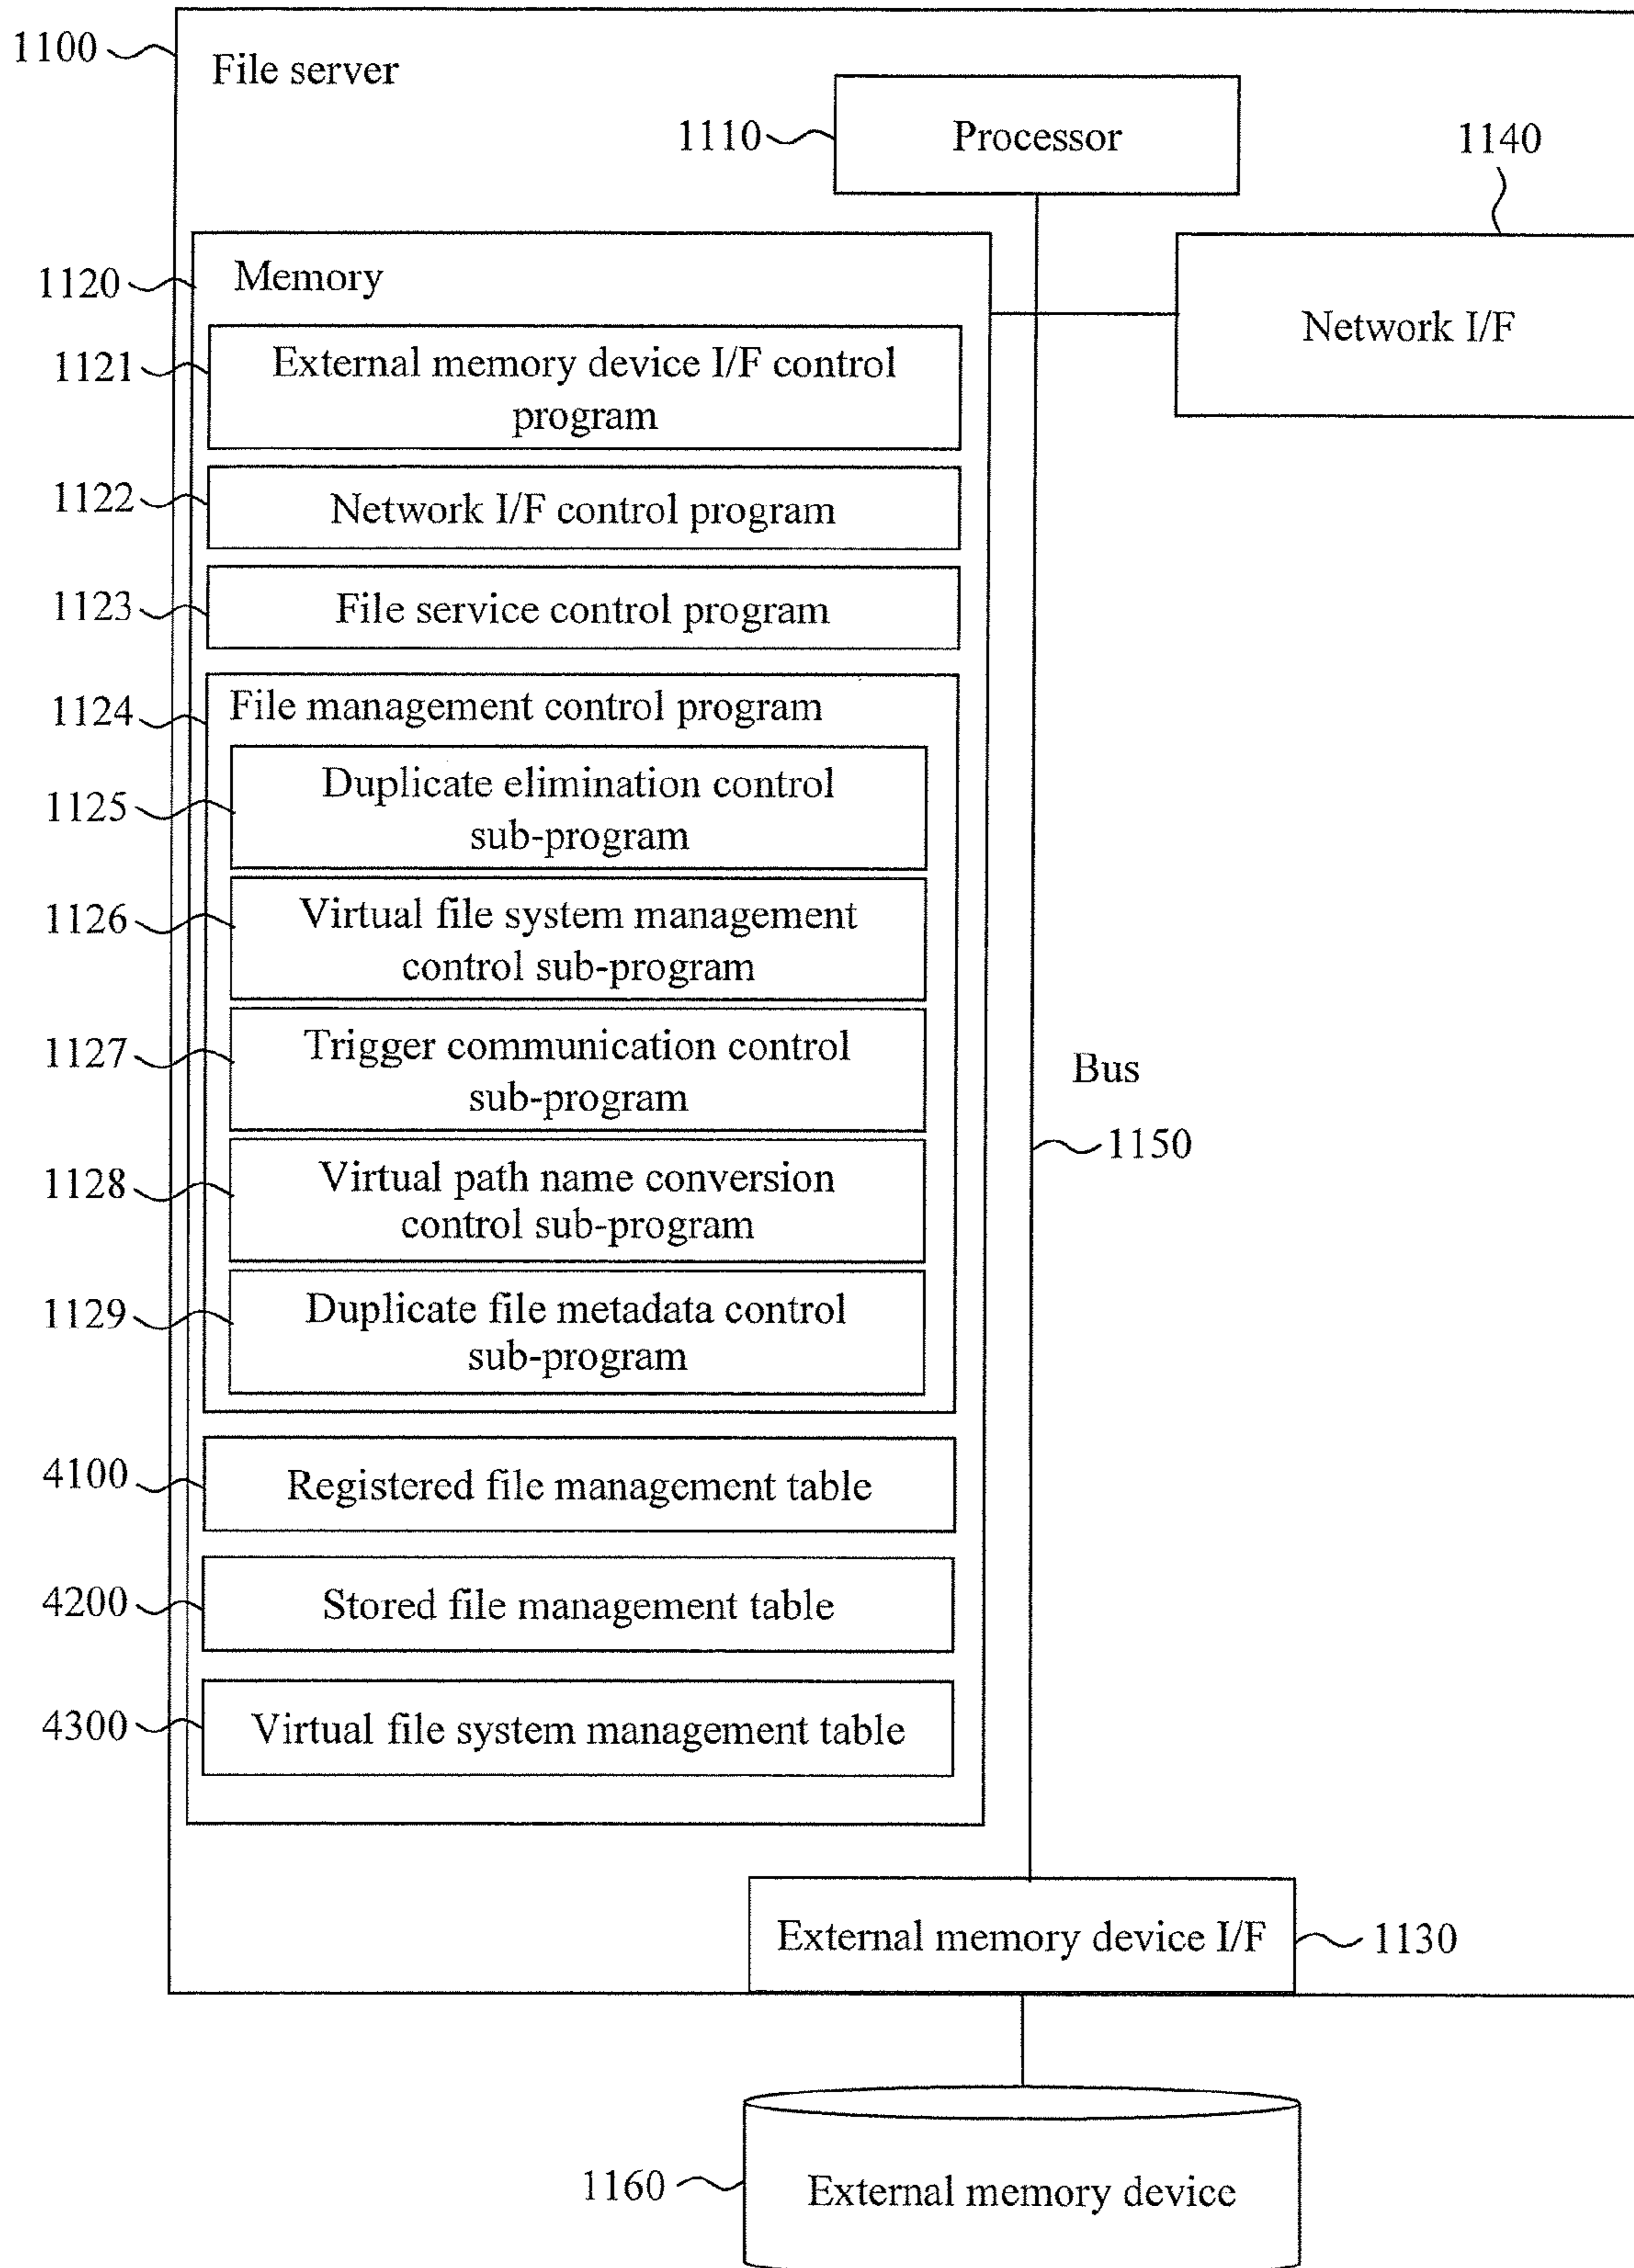 1100
File server
1110
Processor
1140
1120
Memory
Network I/F
1121
External memory device I/F control
program
1122
Network I/F control program
1123
File service control program
1124
File management control program
1125
Duplicate elimination control
sub-program
1126
Virtual file system management
control sub-program
1127
Trigger communication control
sub-program
Bus
1150
1128
Virtual path name conversion
control sub-program
1129
Duplicate file metadata control
sub-program
4100
Registered file management table
4200
Stored file management table
4300
Virtual file system management table
External memory device I/F
1130
1160
External memory device